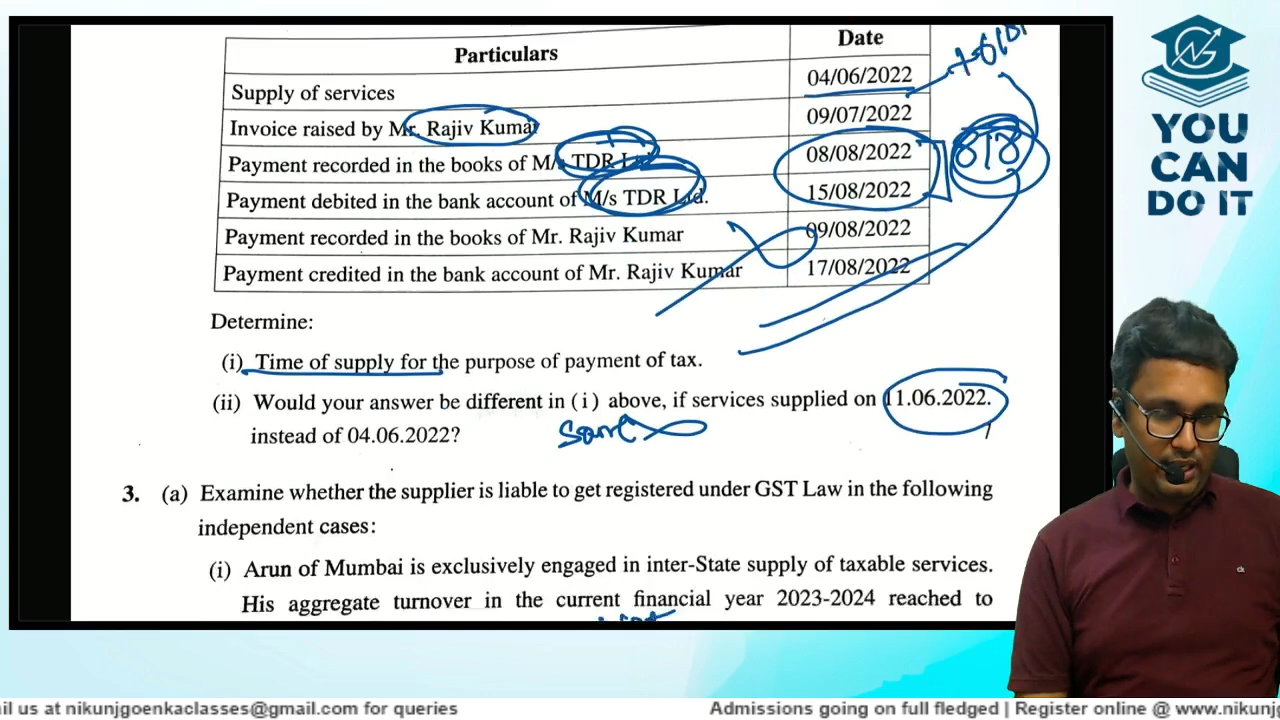 Particulars
Date
Supply of services
04/06/2022
Invoice raised by Mr. Rajiv Kumar
09/07/2022
Payment recorded in the books of M/s TDR Ltd.
08/08/2022
Payment debited in the bank account of M/s TDR Ltd.
15/08/2022
Payment recorded in the books of Mr. Rajiv Kumar
09/08/2022
Payment credited in the bank account of Mr. Rajiv Kumar
17/08/2022
8/8
Determine:
(i) Time of supply for the purpose of payment of tax.
(ii) Would your answer be different in (i) above, if services supplied on 11.06.2022.
instead of 04.06.2022?
Same
3. (a) Examine whether the supplier is liable to get registered under GST Law in the following
independent cases:
(i) Arun of Mumbai is exclusively engaged in inter-State supply of taxable services.
His aggregate turnover in the current financial year 2023-2024 reached to
NG
YOU
CAN
DO IT
il us at nikunjgoenkaclasses@gmail.com for queries
Admissions going on full fledged | Register online @ www.nikunjg